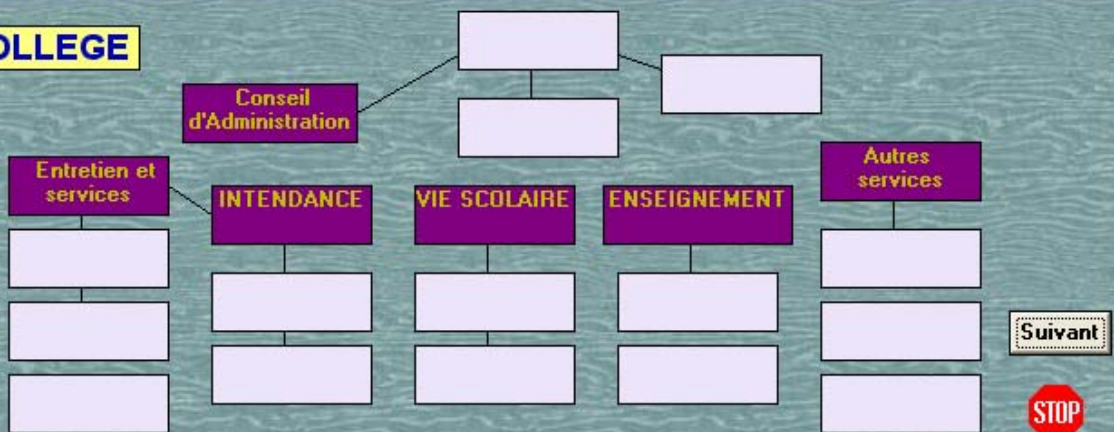 OLLEGE
Conseil
d'Administration
Entretien et
services
INTENDANCE
VIE SCOLAIRE
ENSEIGNEMENT
Autres
services
Suivant
STOP